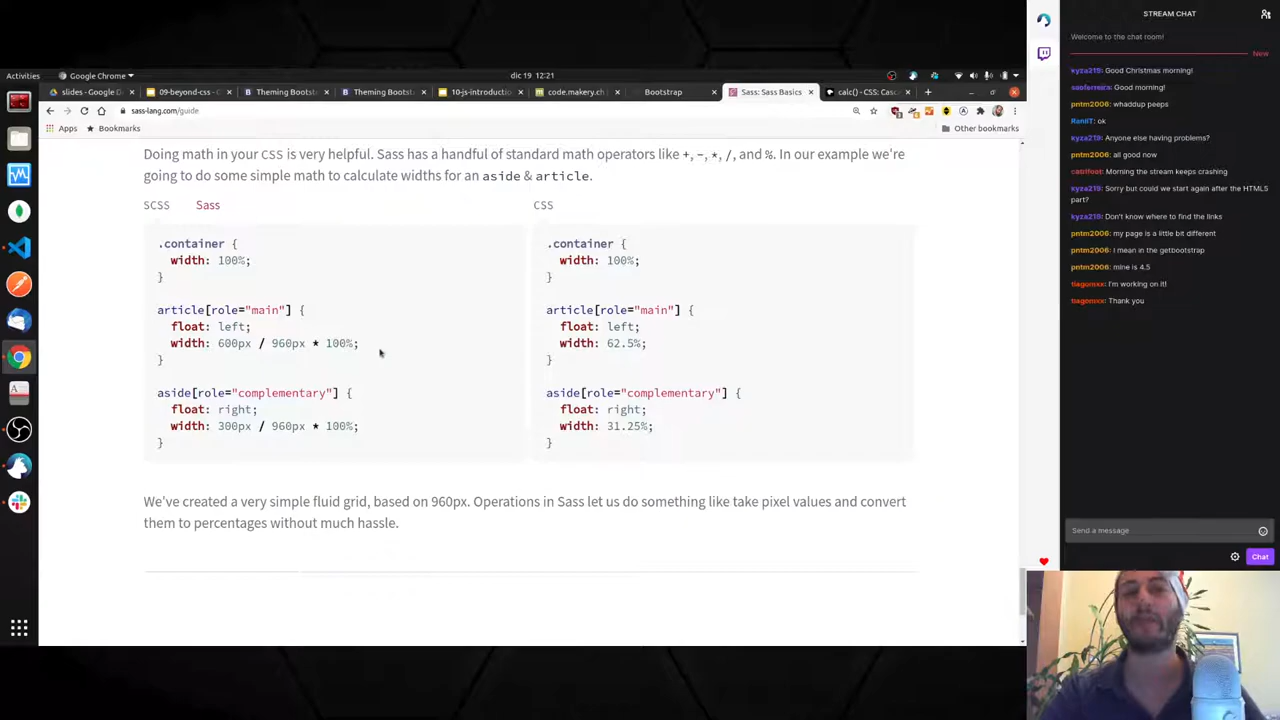 Activities
Google Chrome
dic 19 12:21
slides - Google D
09-beyond-css - G
Theming Bootst
Theming Bootst
10-js-introductio
code.makery.ch
Bootstrap
Sass: Sass Basics
calc() - CSS: Casc
sass-lang.com/guide
Apps
Bookmarks
Other bookmarks
Doing math in your CSS is very helpful. Sass has a handful of standard math operators like +, -, *, /, and %. In our example we're
going to do some simple math to calculate widths for an aside & article.
SCSS Sass
.container {
width: 100%;
}
article[role="main"] {
float: left;
width: 600px / 960px * 100%;
}
aside[role="complementary"] {
float: right;
width: 300px / 960px * 100%;
}
CSS
.container {
width: 100%;
}
article[role="main"] {
float: left;
width: 62.5%;
}
aside[role="complementary"] {
float: right;
width: 31.25%;
}
We've created a very simple fluid grid, based on 960px. Operations in Sass let us do something like take pixel values and convert
them to percentages without much hassle.
STREAM CHAT
Welcome to the chat room!
New
kyza219: Good Christmas morning!
Good morning!
pntm2006: whaddup peeps
ok
kyza219: Anyone else having problems?
pntm2006: all good now
Morning the stream keeps crashing
kyza219: Sorry but could we start again after the HTML5
part?
kyza219: Don't know where to find the links
pntm2006: my page is a little bit different
pntm2006: I mean in the getbootstrap
pntm2006: mine is 4.5
I'm working on it!
Thank you
Send a message
Chat